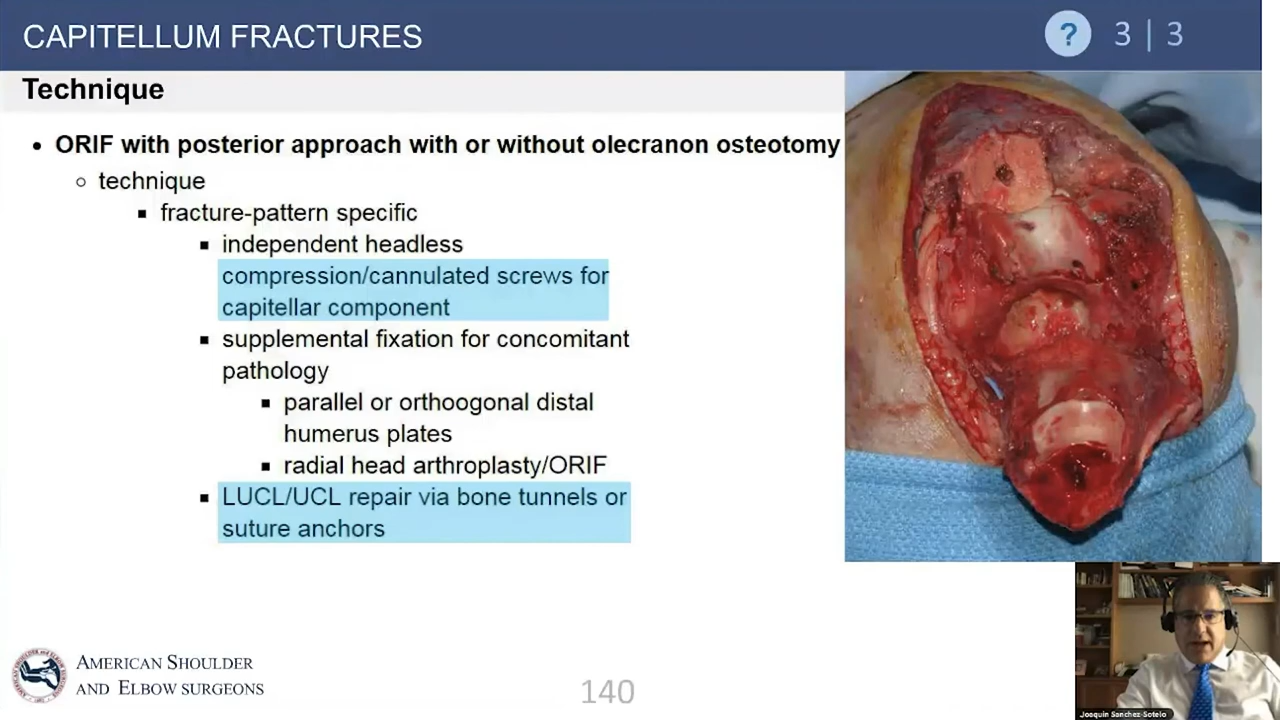 CAPITELLUM FRACTURES
? 3 | 3
Technique
• ORIF with posterior approach with or without olecranon osteotomy
technique
fracture-pattern specific
independent headless
compression/cannulated screws for
capitellar component
supplemental fixation for concomitant
pathology
parallel or orthoogonal distal
humerus plates
radial head arthroplasty/ORIF
LUCL/UCL repair via bone tunnels or
suture anchors
AMERICAN SHOULDER
AND ELBOW SURGEONS
140
Joaquin Sanchez-Sotelo